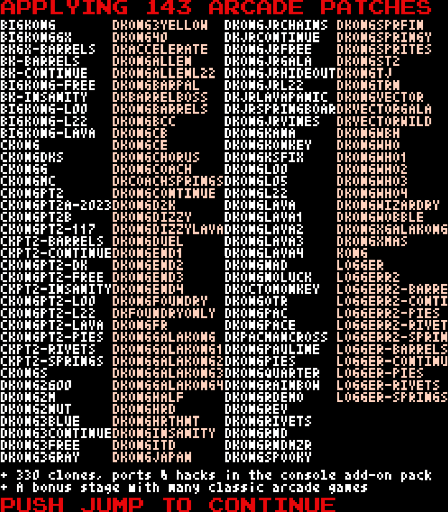 APPLYING 143 ARCADE PATCHES
BIGKONG
BIGKONGGX
BKGX-BARRELS
BK-BARRELS
BK-CONTINUE
BIGKONG-FREE
BK-INSANITY
BIGKONG-L00
BIGKONG-L22
BIGKONG-LAVA
CKONG
CKONGDKS
CKONGG
CKONGMC
CKONGPT2
CKONGPT2A-2023
CKONGPT2B
CKPT2-117
CKPT2-BARRELS
CKPT2-CONTINUE
CKONGPT2-DK
CKONGPT2-FREE
CKPT2-INSANITY
CKONGPT2-L00
CKONGPT2-L22
CKONGPT2-LAVA
CKONGPT2-PIES
CKPT2-RIVETS
CKPT2-SPRINGS
CKONGS
DKONG2600
DKONG2M
DKONG2NUT
DKONG3BLUE
DKONG3CONTINUE
DKONG3FREE
DKONG3GRAY
DKONG3YELLOW
DKONG40
DKACCELERATE
DKONGALLEN
DKONGALLENL22
DKONGBARPAL
DKBARRELBOSS
DKONGBARRELS
DKONGBCC
DKONGCB
DKONGCE
DKONGCHORUS
DKONGCOACH
DKCOACHSPRINGS
DKONGCONTINUE
DKONGD2K
DKONGDIZZY
DKONGDIZZYLAVA
DKONGDUEL
DKONGEND1
DKONGEND2
DKONGEND3
DKONGEND4
DKONGFOUNDRY
DKFOUNDRYONLY
DKONGFR
DKONGGALAKONG
DKONGGALAKONG1
DKONGGALAKONG2
DKONGGALAKONG3
DKONGGALAKONG4
DKONGHALF
DKONGHRD
DKONGHRTHNT
DKONGINSANITY
DKONGITD
DKONGJAPAN
DKONGJRCHAINS
DKJRCONTINUE
DKONGJRFREE
DKONGJRGALA
DKONGJRHIDEOUT
DKONGJRL22
DKJRLAVAPANIC
DKJRSPRINGBOARD
DKONGJRVINES
DKONGKANA
DKONGKONKEY
DKONGKSFIX
DKONGL00
DKONGL05
DKONGL22
DKONGLAVA
DKONGLAVA1
DKONGLAVA2
DKONGLAVA3
DKONGLAVA4
DKONGMAD
DKONGNOLUCK
DKOCTOMONKEY
DKONGOTR
DKONGPAC
DKONGPACE
DKPACMANCROSS
DKONGPAULINE
DKONGPIES
DKONGQUARTER
DKONGRAINBOW
DKONGRDEMO
DKONGREV
DKONGRIVETS
DKONGRND
DKONGRNDMZR
DKONGSPOOKY
DKONGSPRFIN
DKONGSPRINGY
DKONGSPRITES
DKONGST2
DKONGTJ
DKONGTRN
DKONGVECTOR
DKVECTORGALA
DKVECTORWILD
DKONGWBH
DKONGWHO
DKONGWHO1
DKONGWHO2
DKONGWHO3
DKONGWHO4
DKONGWIZARDRY
DKONGWOBBLE
DKONGXGALAKONG
DKONGXMAS
KONG
LOGGER
LOGGERR2
LOGGERR2-BARRE
LOGGERR2-CONTI
LOGGERR2-PIES
LOGGERR2-RIVET
LOGGERR2-SPRIN
LOGGER-BARRELS
LOGGER-CONTINU
LOGGER-PIES
LOGGER-RIVETS
LOGGER-SPRINGS
+ 330 clones, ports & hacks in the console add-on pack
+ A bonus stage with many classic arcade games
PUSH JUMP TO CONTINUE